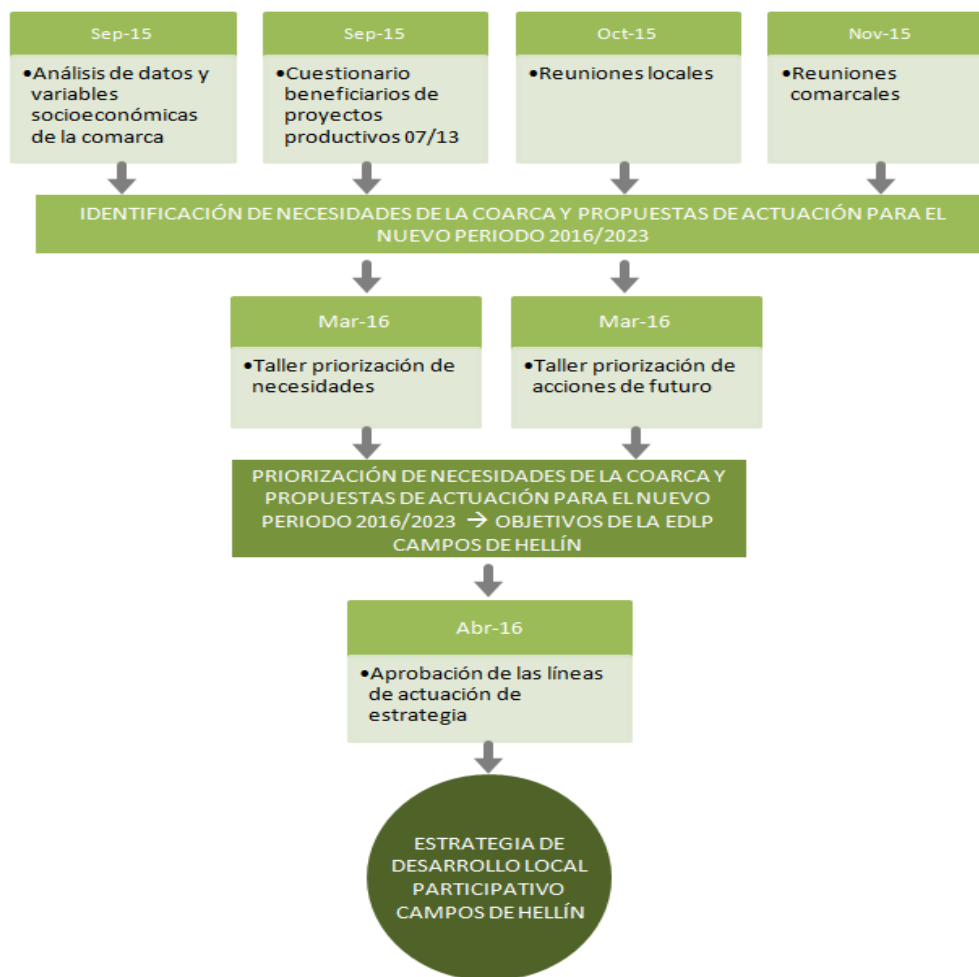 Sep-15
•Análisis de datos y
variables
socioeconómicas
de la comarca
Sep-15
•Cuestionario
beneficiarios de
proyectos
productivos 07/13
Oct-15
•Reuniones locales
Nov-15
•Reuniones
comarcales
IDENTIFICACIÓN DE NECESIDADES DE LA COARCA Y PROPUESTAS DE ACTUACIÓN PARA EL
NUEVO PERIODO 2016/2023
Mar-16
•Taller priorización de
necesidades
Mar-16
•Taller priorización de
acciones de futuro
PRIORIZACIÓN DE NECESIDADES DE LA COARCA Y
PROPUESTAS DE ACTUACIÓN PARA EL NUEVO
PERIODO 2016/2023 → OBJETIVOS DE LA EDLP
CAMPOS DE HELLÍN
Abr-16
•Aprobación de las líneas
de actuación de
estrategia
ESTRATEGIA DE
DESARROLLO LOCAL
PARTICIPATIVO
CAMPOS DE HELLÍN